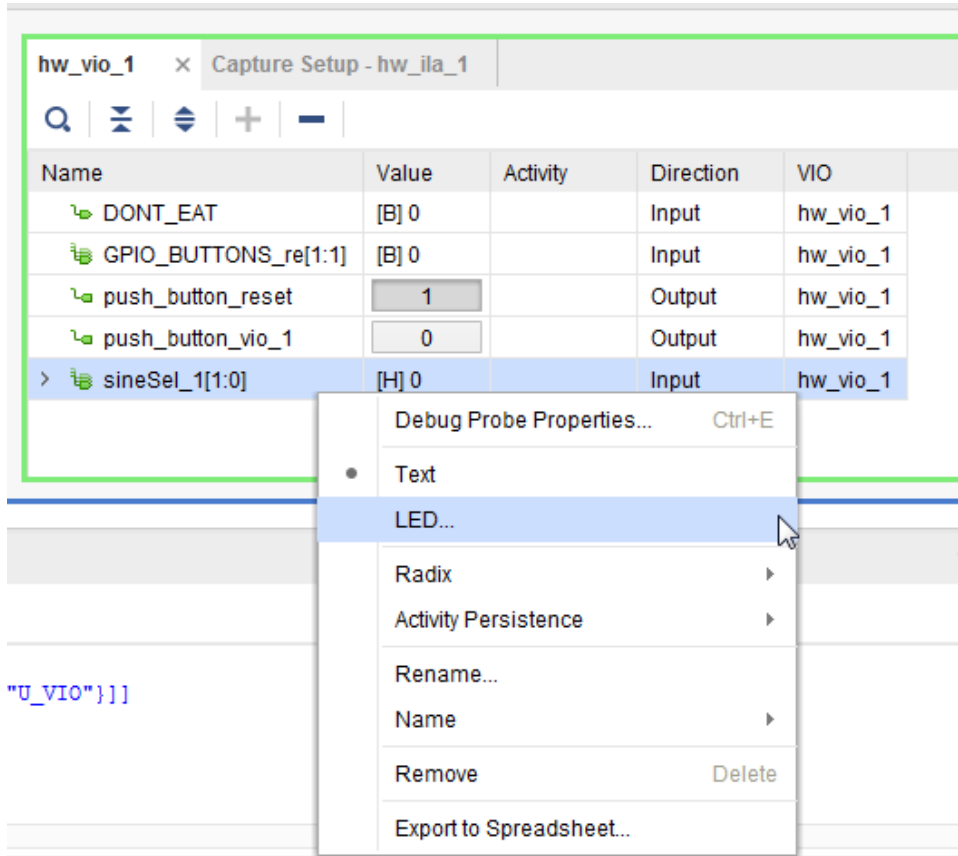 hw_vio_1 × Capture Setup - hw_ila_1
Name Value Activity Direction VIO
DONT_EAT [B] 0 Input hw_vio_1
GPIO_BUTTONS_re[1:1] [B] 0 Input hw_vio_1
push_button_reset 1 Output hw_vio_1
push_button_vio_1 0 Output hw_vio_1
sineSel_1[1:0] [H] 0 Input hw_vio_1
Debug Probe Properties... Ctrl+E
Text
LED...
Radix
Activity Persistence
Rename...
"U_VIO"}]]
Name
Remove Delete
Export to Spreadsheet...